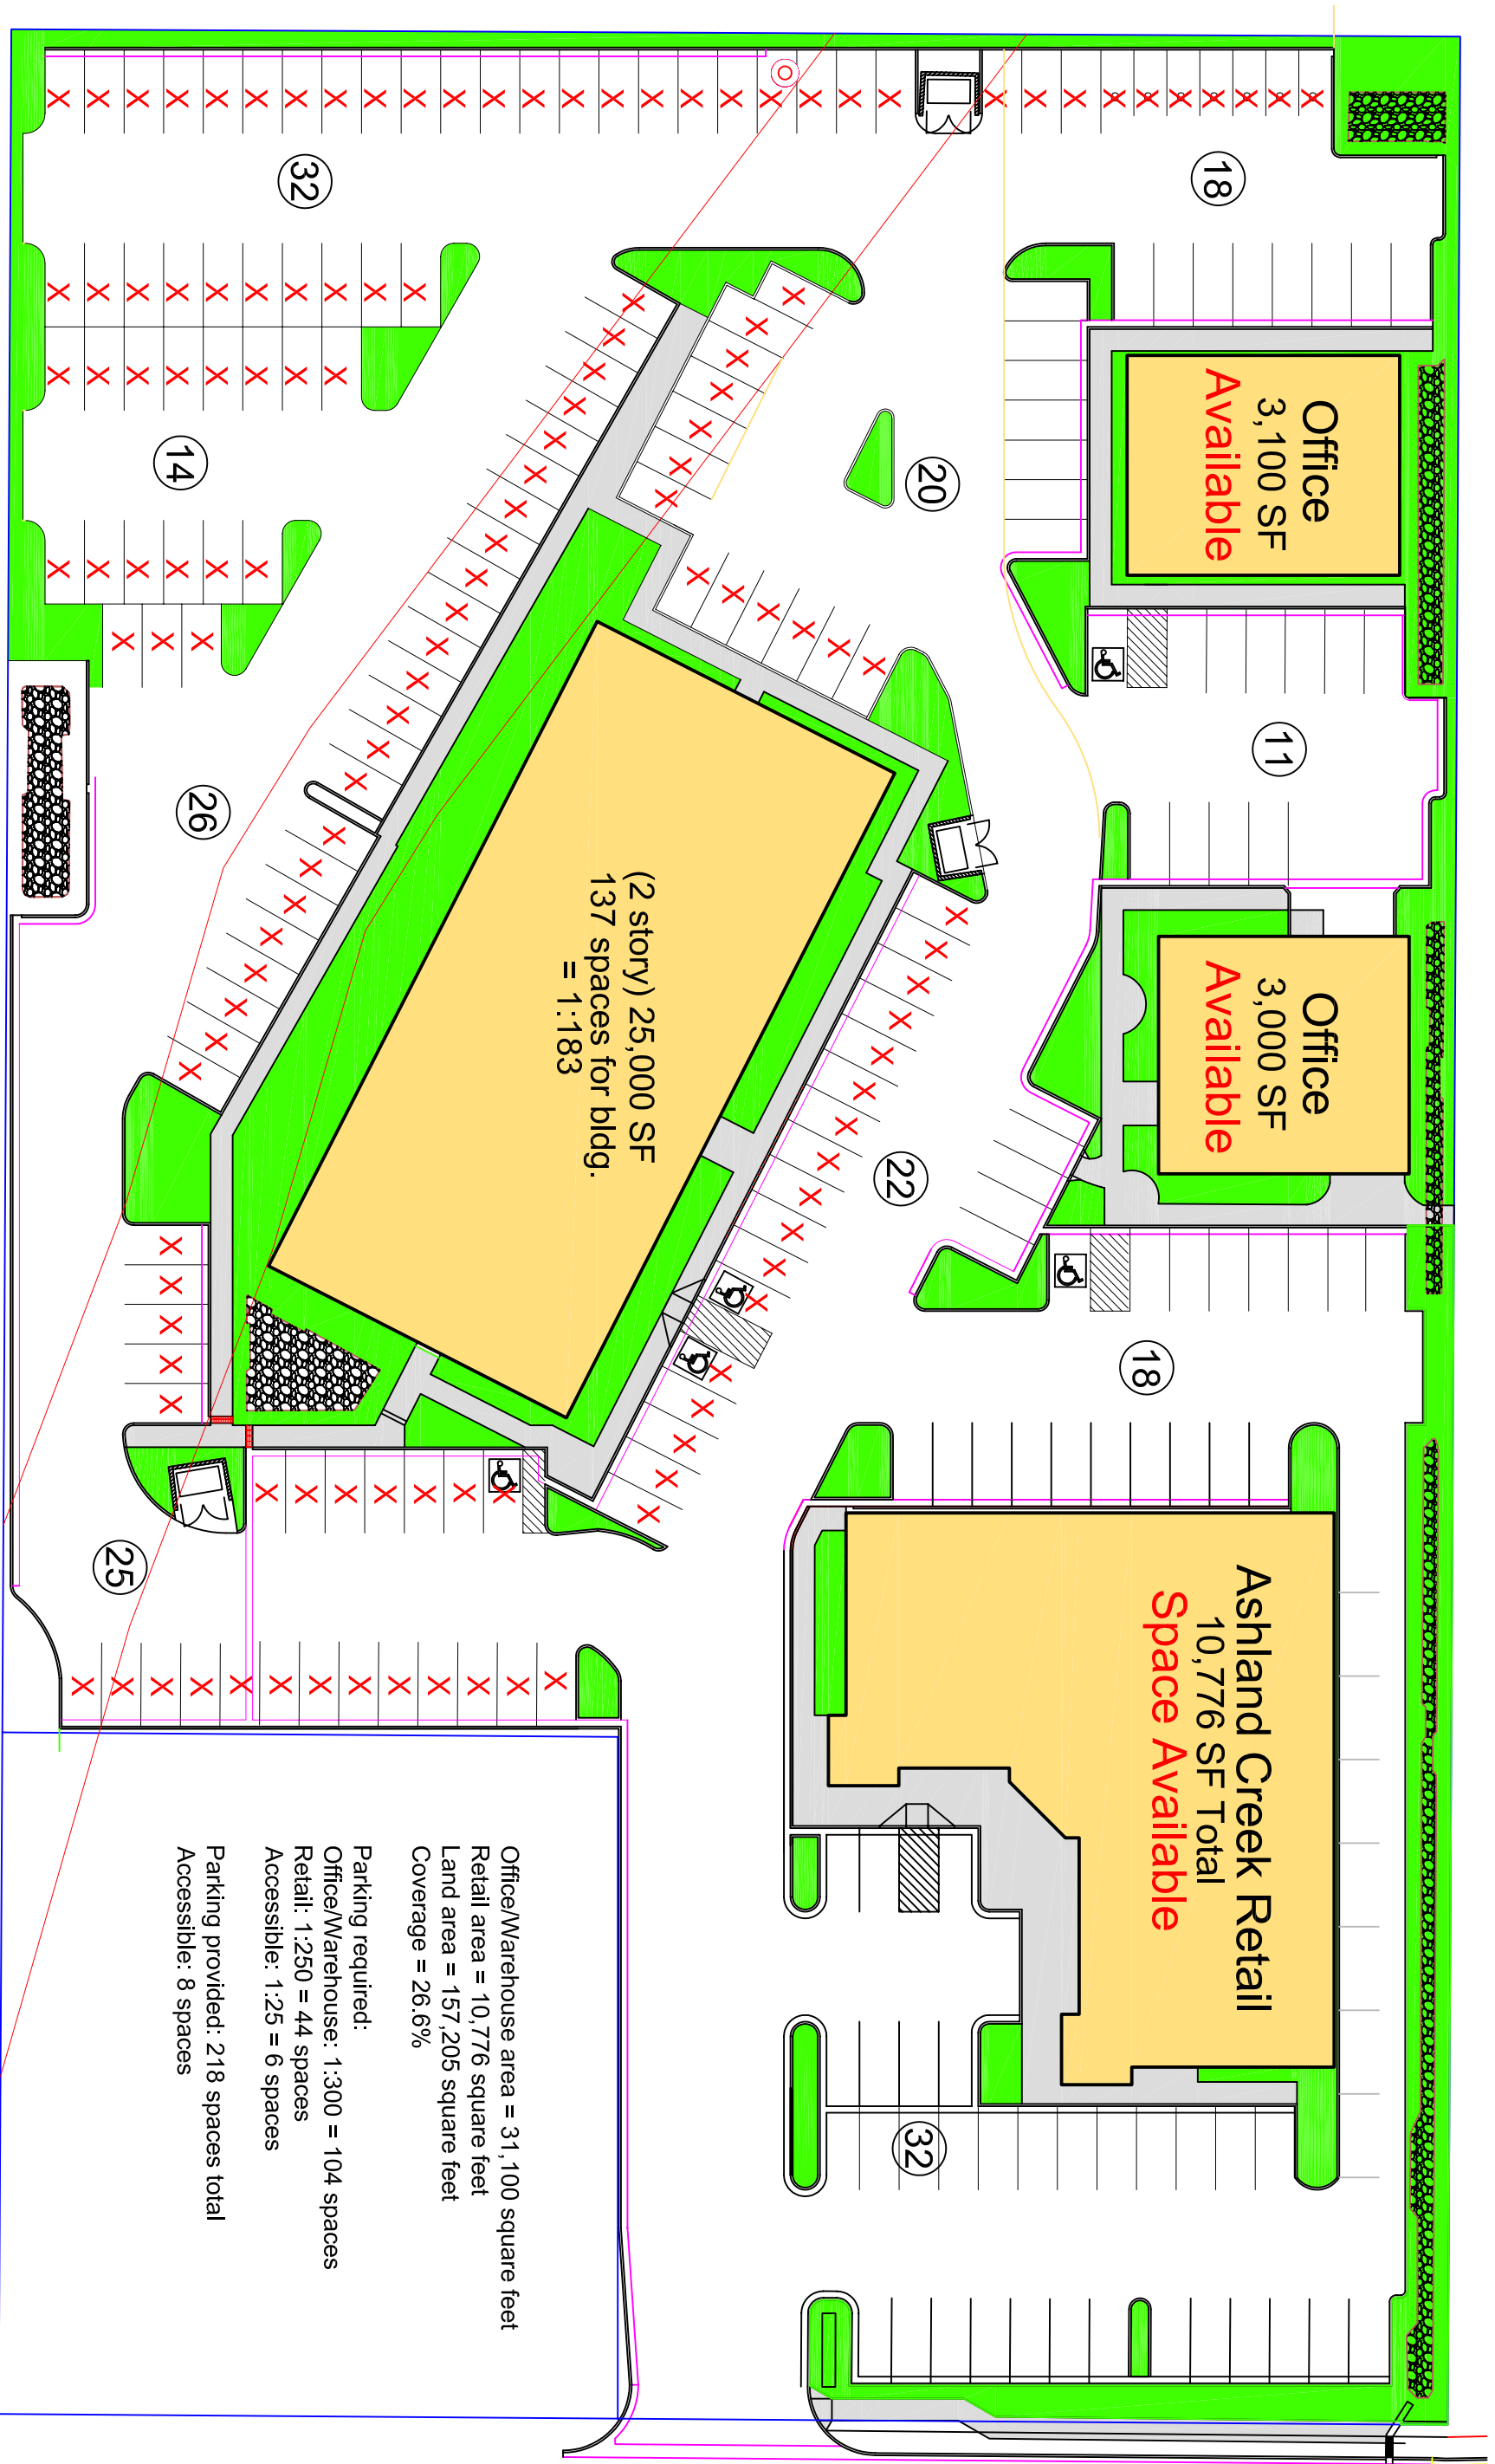 32
18
14
20
11
26
22
18
25
32
Office
3,100 SF
Available
Office
3,000 SF
Available
(2 story) 25,000 SF
137 spaces for bldg.
= 1:183
Ashland Creek Retail
10,776 SF Total
Space Available
Office/Warehouse area = 31,100 square feet
Retail area = 10,776 square feet
Land area = 157,205 square feet
Coverage = 26.6%
Parking required:
Office/Warehouse: 1:300 = 104 spaces
Retail: 1:250 = 44 spaces
Accessible: 1:25 = 6 spaces
Parking provided: 218 spaces total
Accessible: 8 spaces